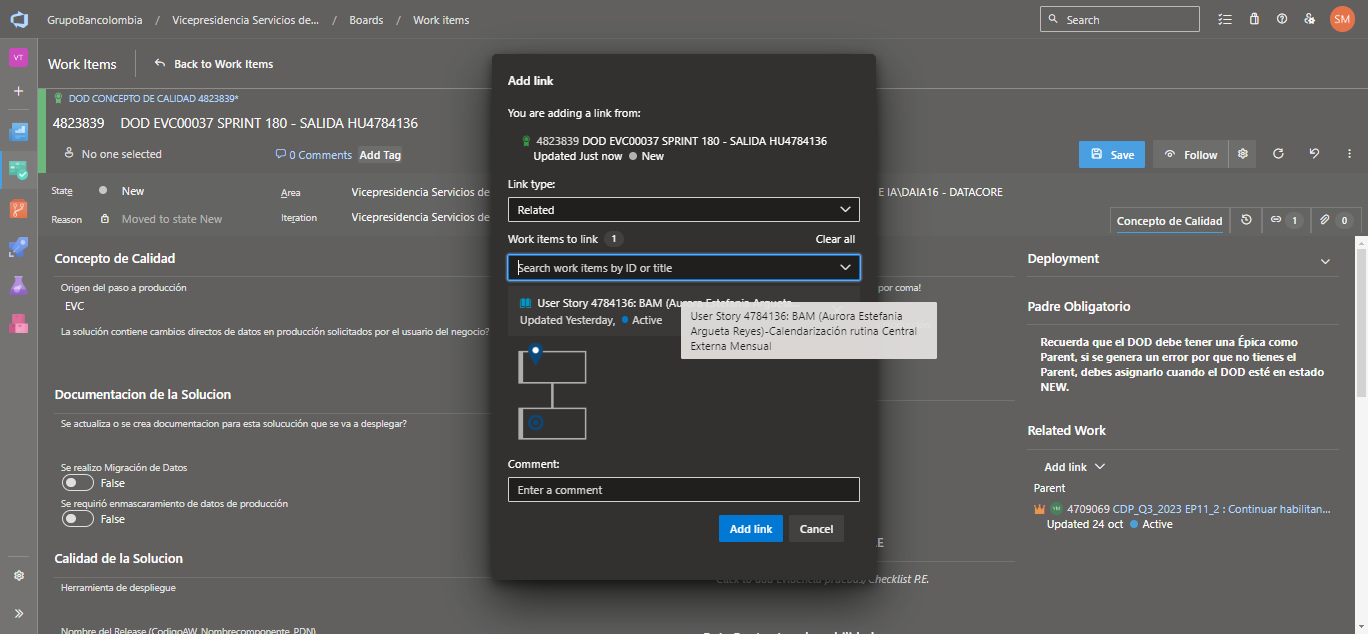 GrupoBancolombia / Vicepresidencia Servicios de... / Boards / Work items
Search
SM
VT
Work Items
Back to Work Items
DOD CONCEPTO DE CALIDAD 4823839*
4823839 DOD EVC00037 SPRINT 180 - SALIDA HU4784136
No one selected
0 Comments
Add Tag
Save
Follow
State
New
Area
Vicepresidencia Servicios de
E IA\DAIA16 - DATACORE
Reason
Moved to state New
Iteration
Vicepresidencia Servicios de
Concepto de Calidad
1
0
Concepto de Calidad
Origen del paso a producción
EVC
La solución contiene cambios directos de datos en producción solicitados por el usuario del negocio?
por coma!
Documentacion de la Solucion
Se actualiza o se crea documentacion para esta solucución que se va a desplegar?
Se realizo Migración de Datos
False
Se requirió enmascaramiento de datos de producción
False
Calidad de la Solucion
Herramienta de despliegue
Nombre del Release (CodigoAW_Nombrecomponente_PDN)
Add link
You are adding a link from:
4823839 DOD EVC00037 SPRINT 180 - SALIDA HU4784136
Updated Just now
New
Link type:
Related
Work items to link
1
Clear all
Search work items by ID or title
User Story 4784136: BAM (Aurora Estefania Argueta
Updated Yesterday,
Active
User Story 4784136: BAM (Aurora Estefania
Argueta Reyes)-Calendarización rutina Central
Externa Mensual
Comment:
Enter a comment
Add link
Cancel
E
Click to add Evidencia pruebas/Checklist P.E.
Deployment
Padre Obligatorio
Recuerda que el DOD debe tener una Épica como
Parent, si se genera un error por que no tienes el
Parent, debes asignarlo cuando el DOD esté en estado
NEW.
Related Work
Add link
Parent
4709069 CDP_Q3_2023 EP11_2 : Continuar habilitan...
Updated 24 oct
Active